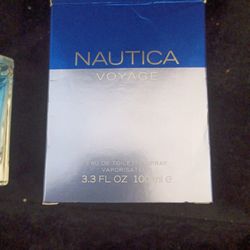 NAUTICA
VOYAGE
EAU DE TOILETTE SPRAY
VAPORISATEUR
3.3 FL. OZ 100 ml ℮